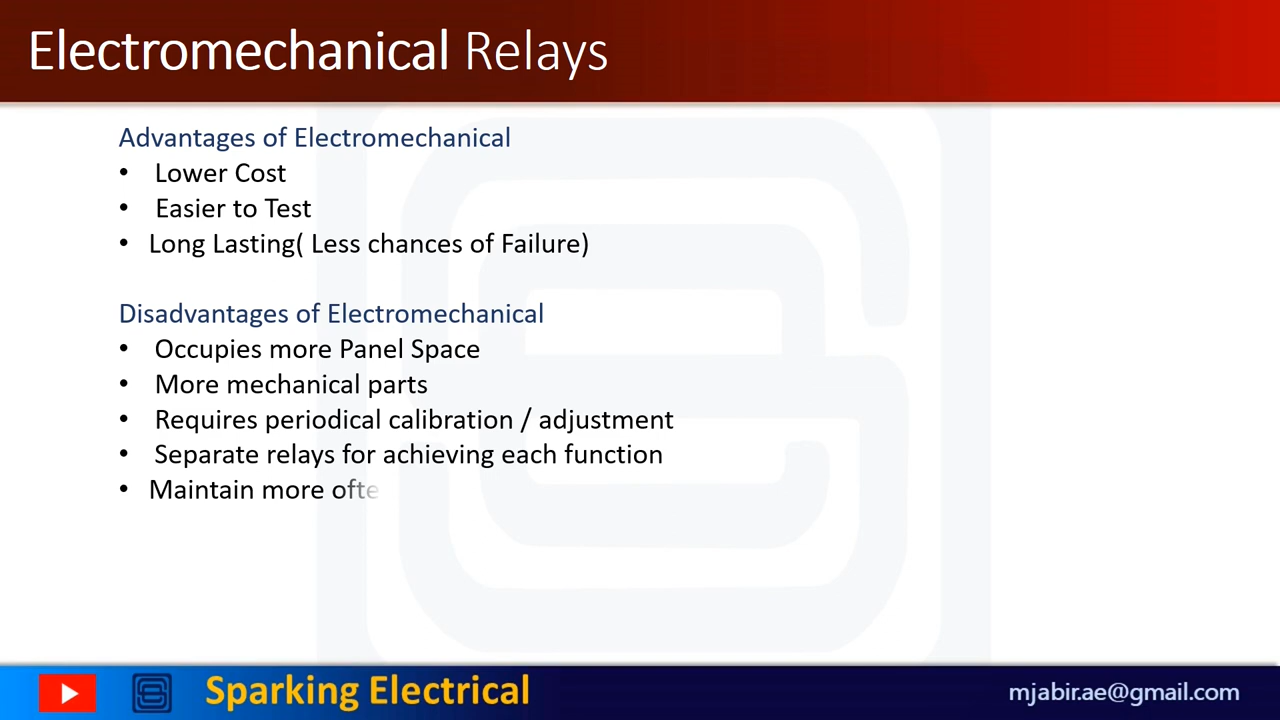 Electromechanical Relays
Advantages of Electromechanical
• Lower Cost
• Easier to Test
• Long Lasting( Less chances of Failure)
Disadvantages of Electromechanical
• Occupies more Panel Space
• More mechanical parts
• Requires periodical calibration / adjustment
• Separate relays for achieving each function
• Maintain more ofte
Sparking Electrical
mjabir.ae@gmail.com